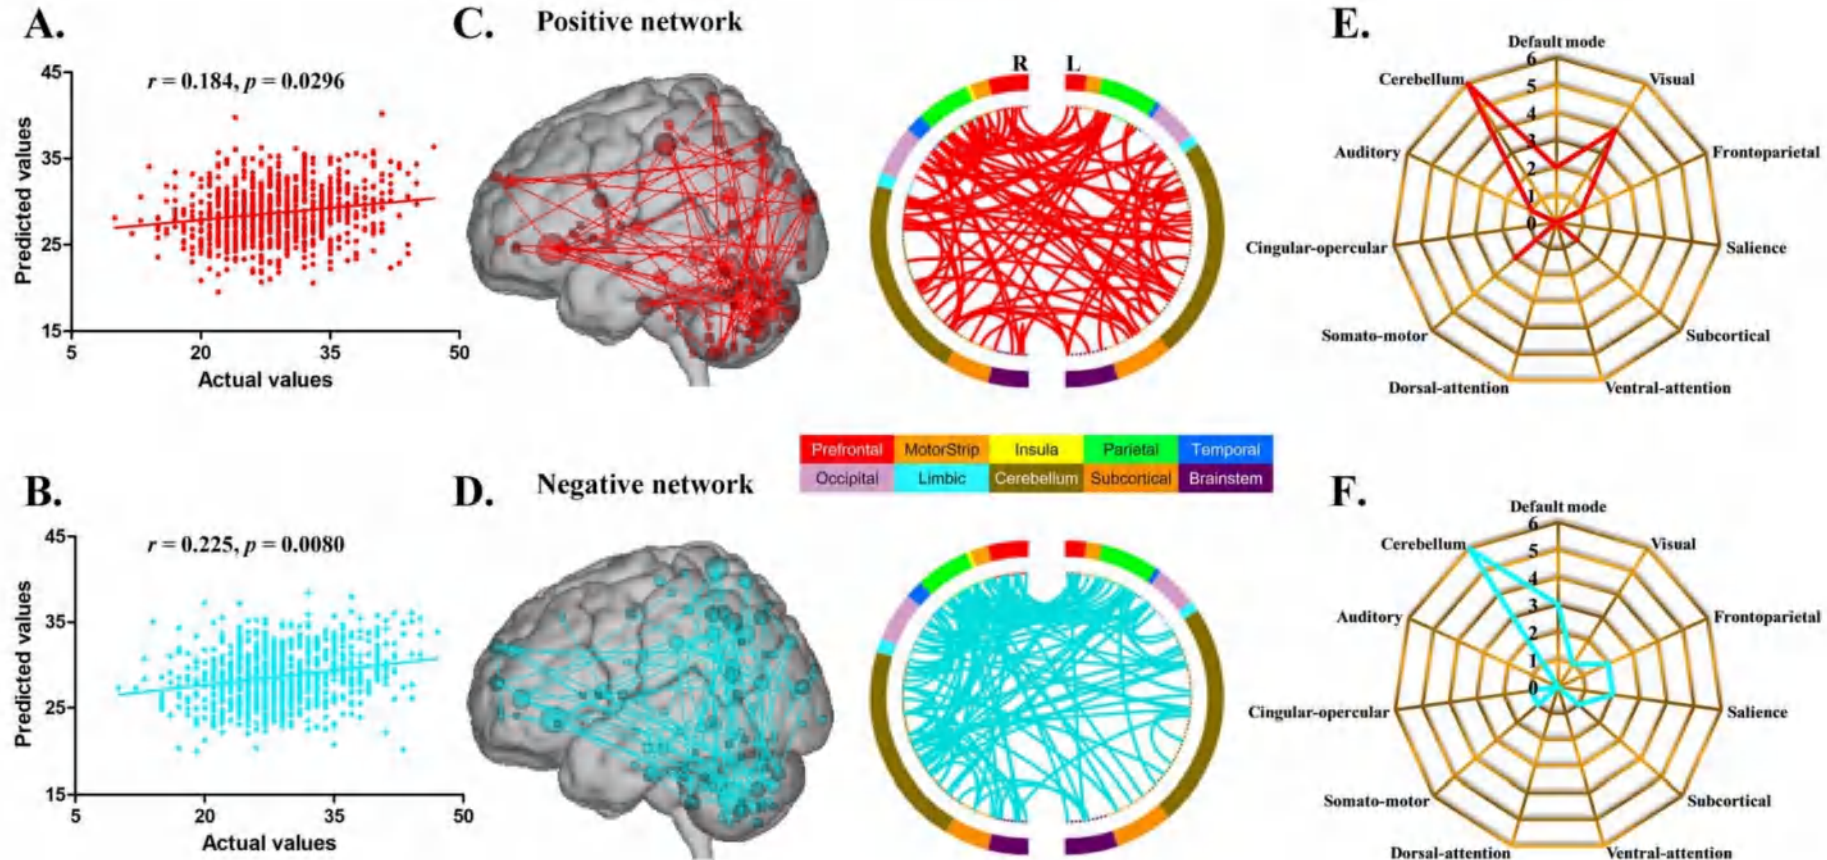 A.
r = 0.184, p = 0.0296
45
35
25
15
5
20
35
50
Predicted values
Actual values
C.
Positive network
R
L
E.
Default mode
Visual
Frontoparietal
Salience
Subcortical
Ventral-attention
Dorsal-attention
Somato-motor
Cingular-opercular
Auditory
Cerebellum
6
5
4
3
2
1
0
Prefrontal MotorStrip Insula Parietal Temporal
Occipital Limbic Cerebellum Subcortical Brainstem
B.
r = 0.225, p = 0.0080
45
35
25
15
5
20
35
50
Predicted values
Actual values
D.
Negative network
F.
Default mode
Visual
Frontoparietal
Salience
Subcortical
Ventral-attention
Dorsal-attention
Somato-motor
Cingular-opercular
Auditory
Cerebellum
6
5
4
3
2
1
0